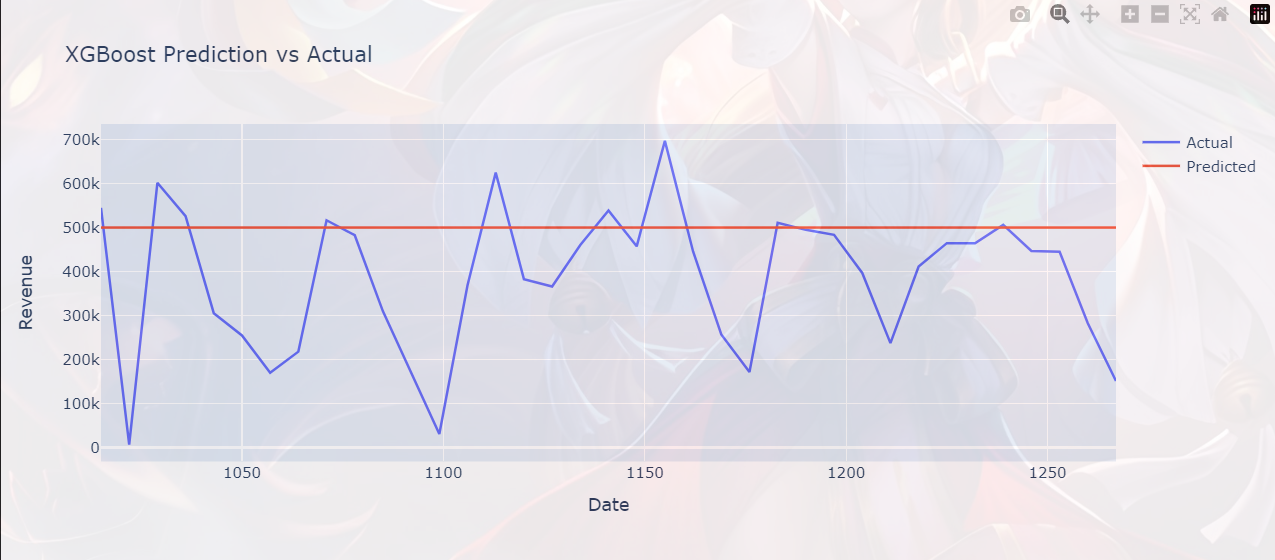 XGBoost Prediction vs Actual
700k
600k
500k
400k
300k
200k
100k
0
Revenue
1050
1100
1150
1200
1250
Date
Actual
Predicted